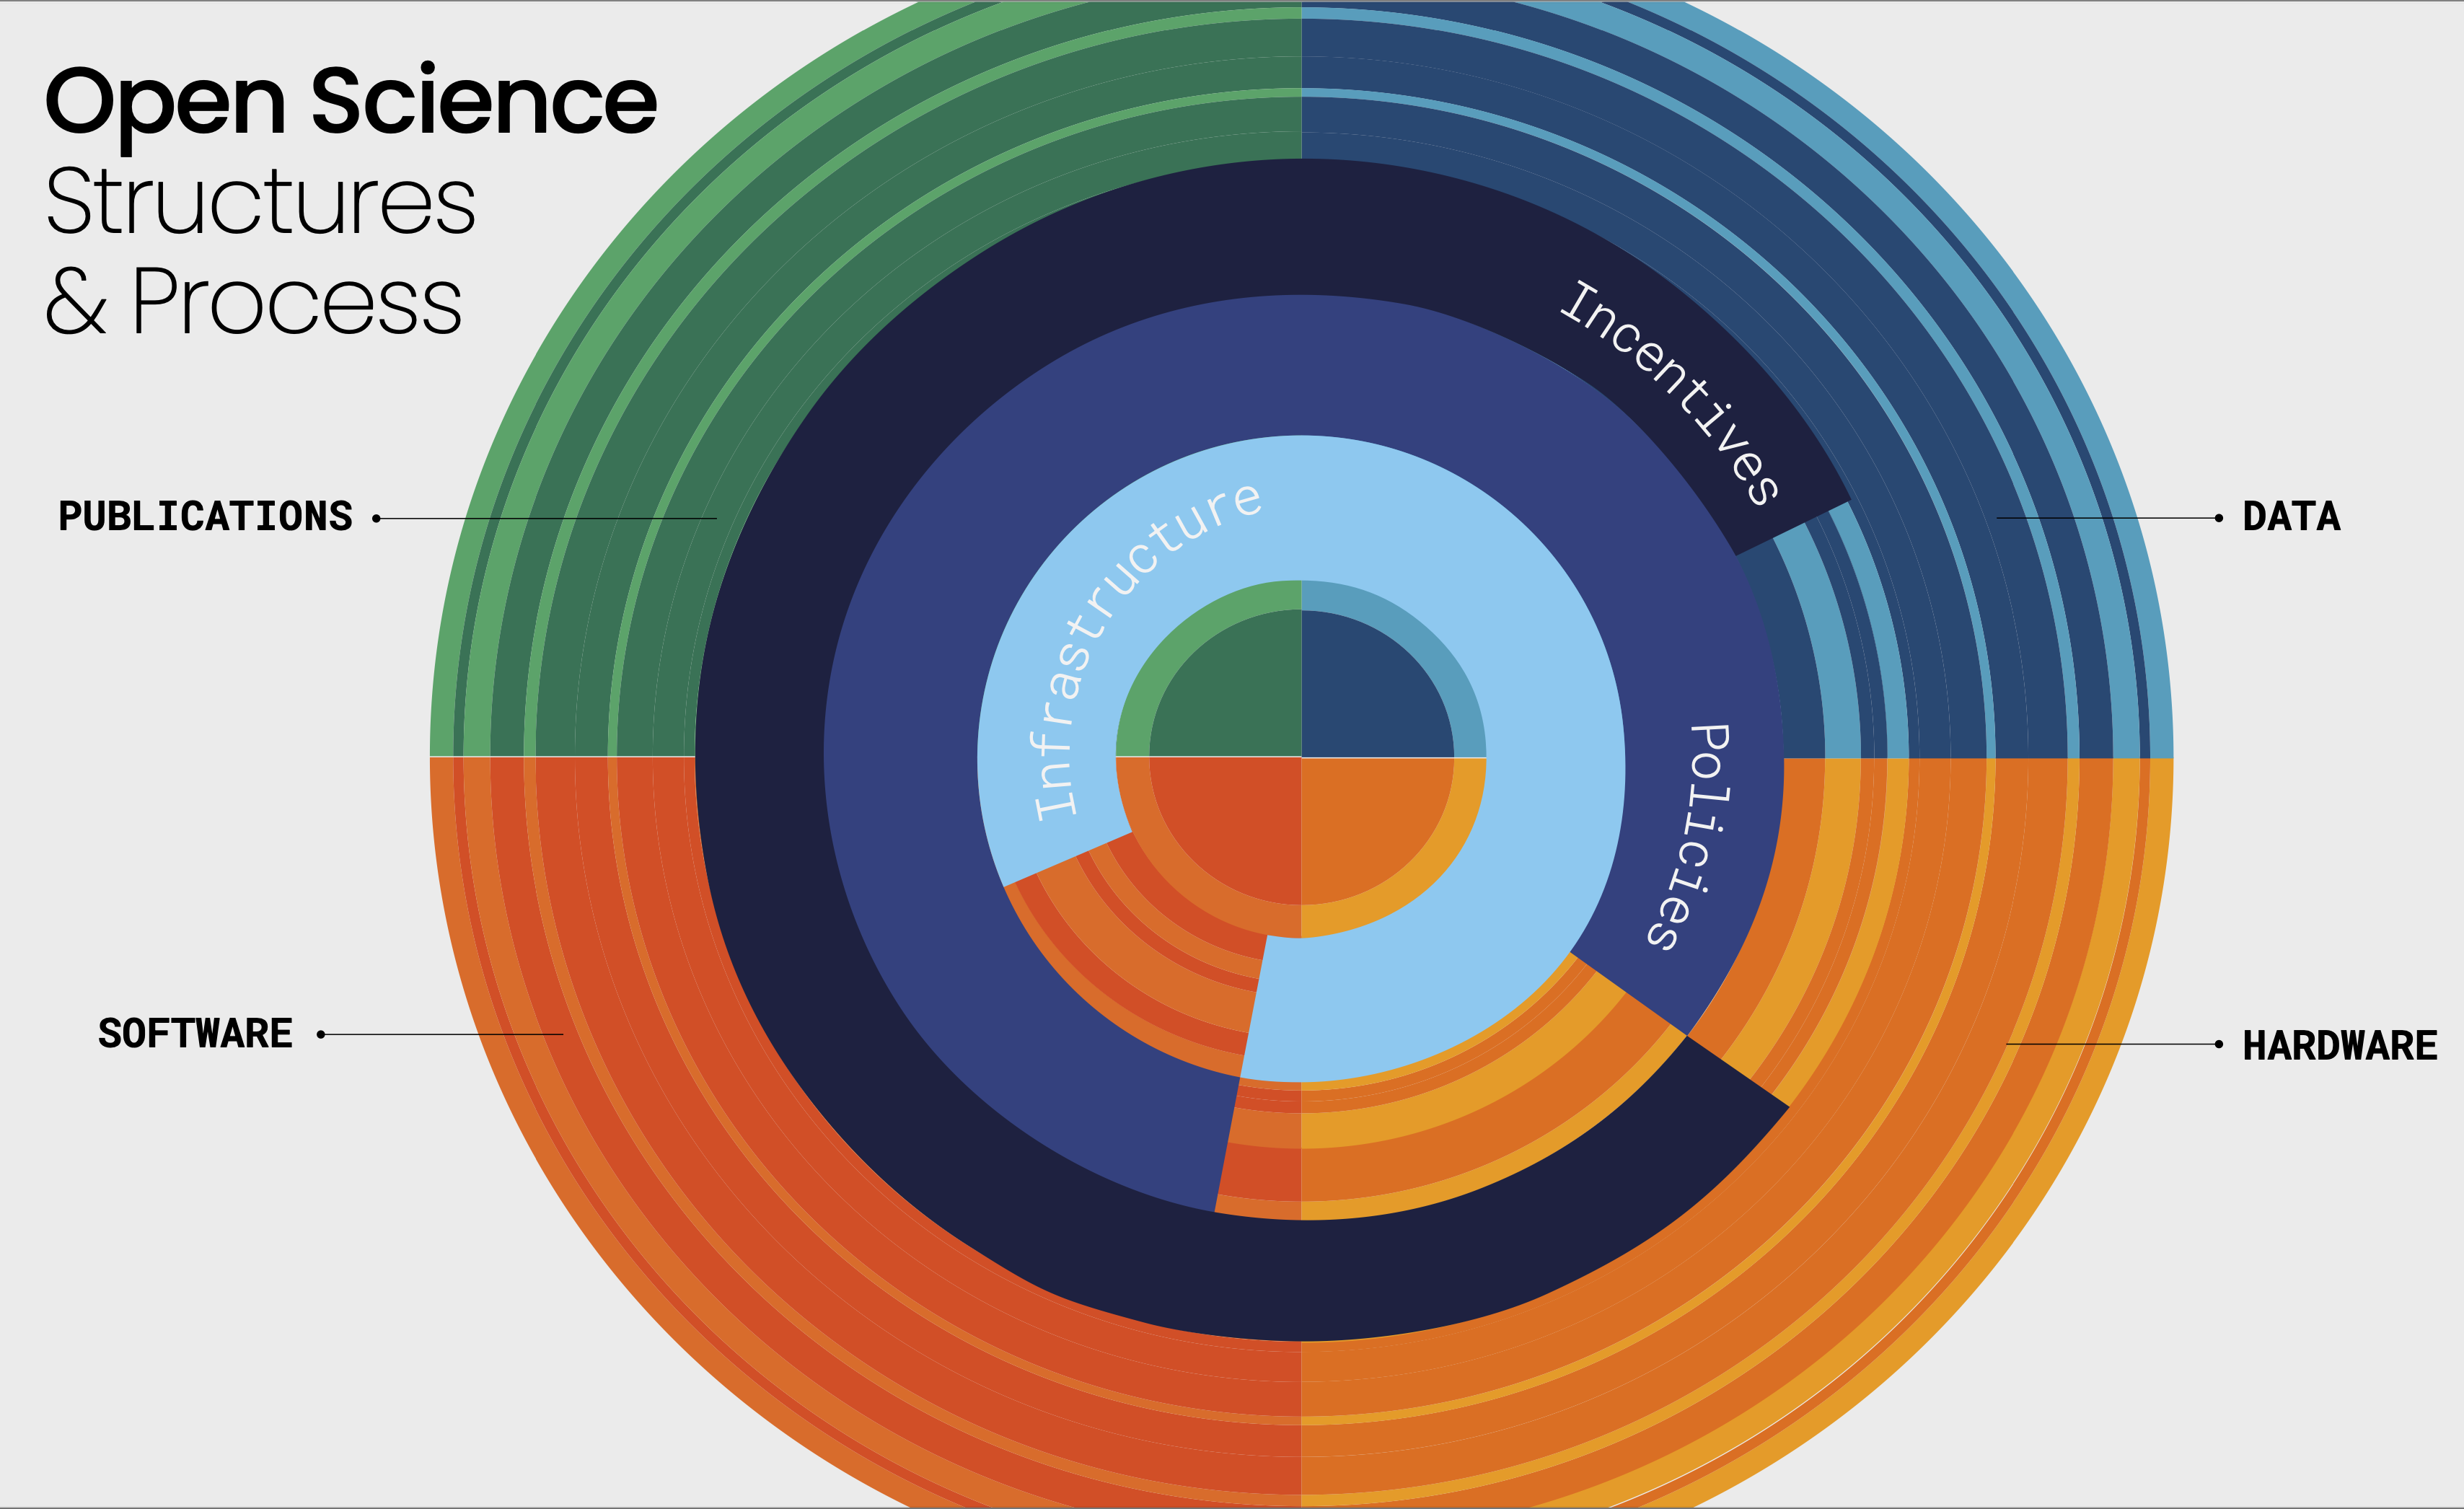 Open Science
Structures
& Process
Incentives
Infrastructure
PUBLICATIONS
DATA
Policies
SOFTWARE
HARDWARE